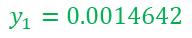 y₁ = 0.0014642